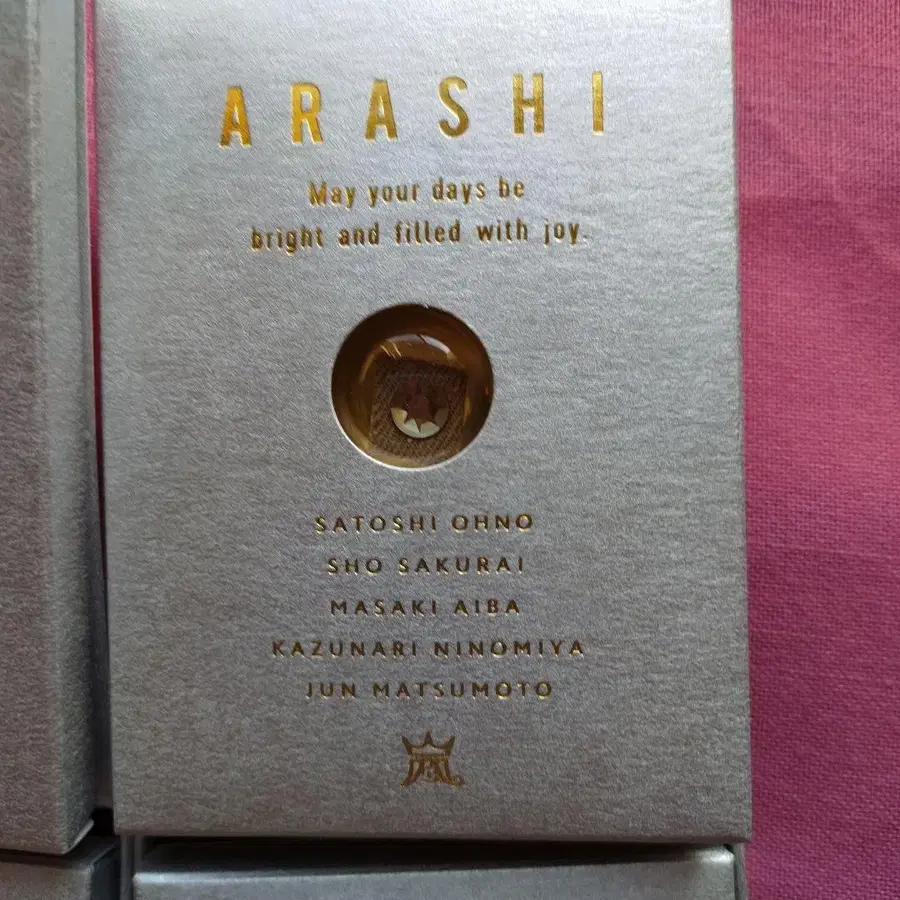 ARASHI
May your days be
bright and filled with joy.
SATOSHI OHNO
SHO SAKURAI
MASAKI AIBA
KAZUNARI NINOMIYA
JUN MATSUMOTO